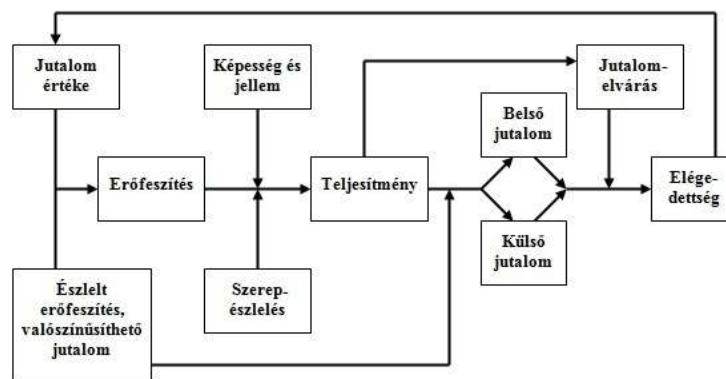 Jutalom
értéke
Képesség és
jellem
Jutalom-
elvárás
Belső
jutalom
Erőfeszítés
Teljesítmény
Elége-
dettség
Külső
jutalom
Észlelt
erőfeszítés,
valószínűsíthető
jutalom
Szerep-
észlelés